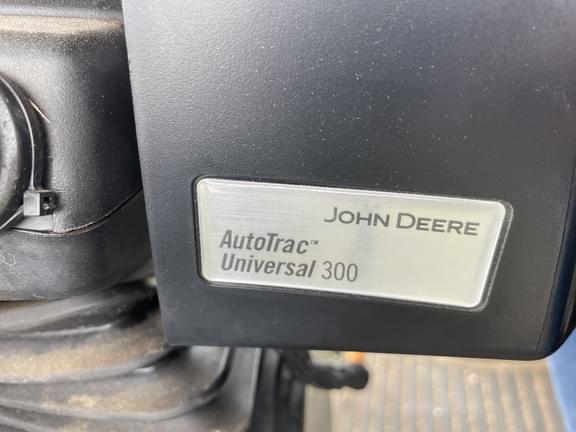 JOHN DEERE
AutoTrac™
Universal 300